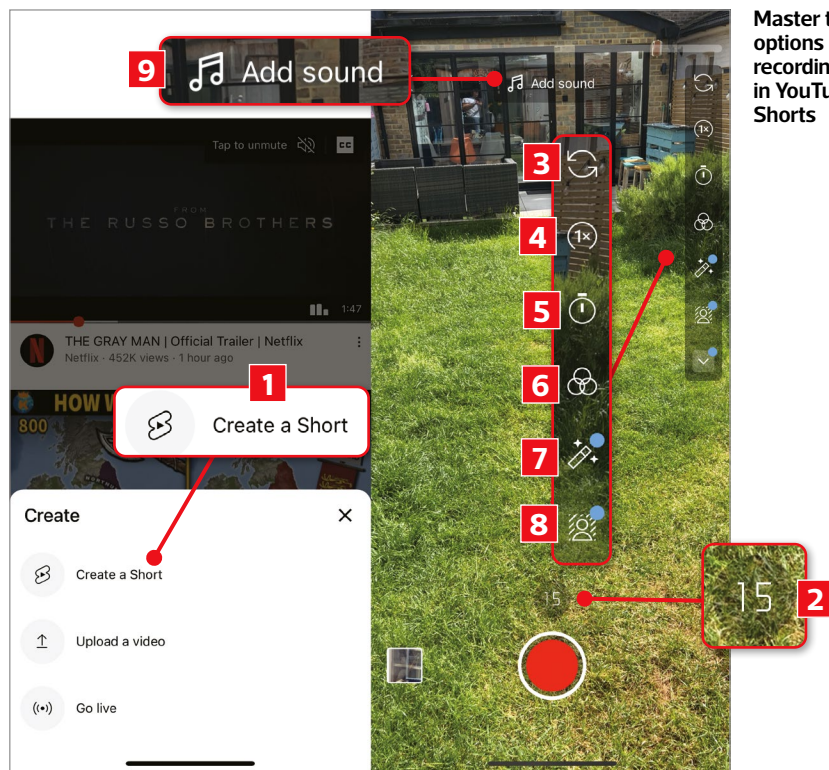 9
Add sound
Add sound
Master t
options
recordin
in YouTu
Shorts
Tap to unmute
CC
FROM
THE RUSSO BROTHERS
1:47
THE GRAY MAN | Official Trailer | Netflix
Netflix · 452K views · 1 hour ago
1
HOW W
800
Create a Short
Create
Create a Short
Upload a video
Go live
3
1×
4
1×
5
6
7
8
15
15
2